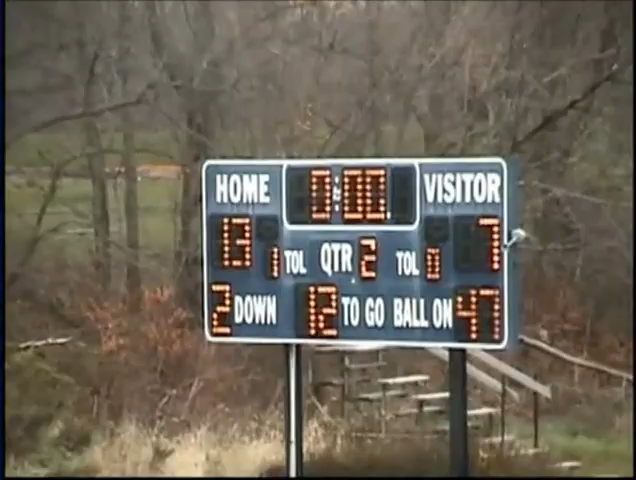 HOME 0:00 VISITOR
13 1 TOL QTR 2 TOL 0 7
2 DOWN 12 TO GO BALL ON 47